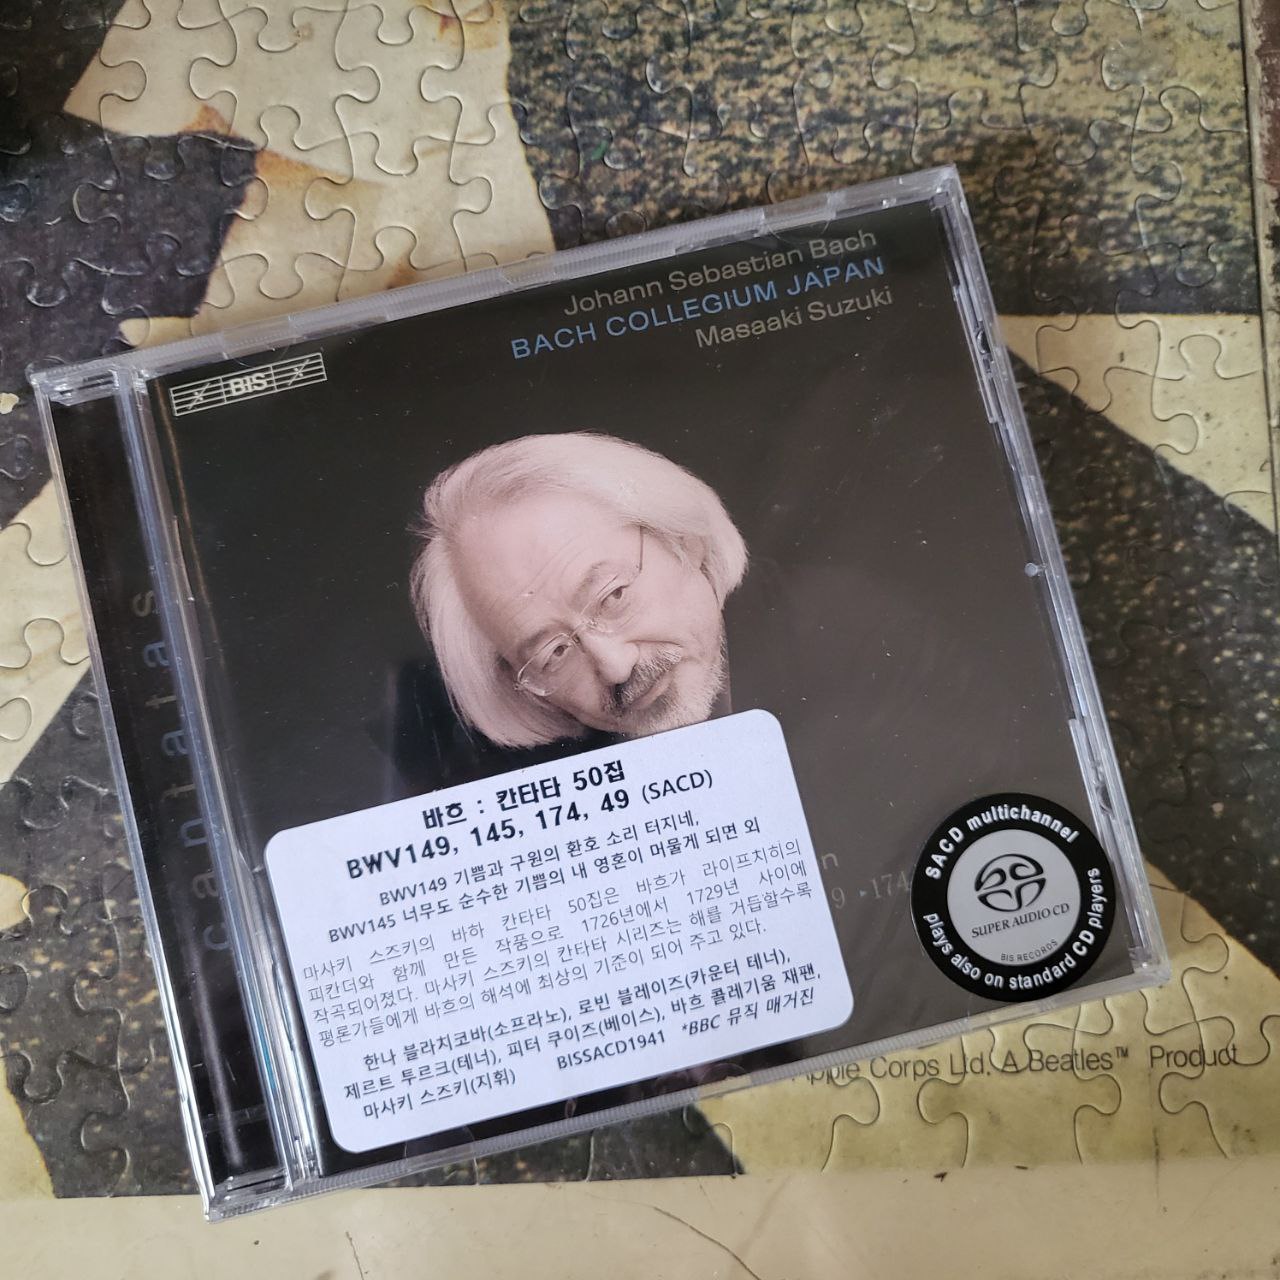 Johann Sebastian Bach
BACH COLLEGIUM JAPAN
Masaaki Suzuki
BIS
cantatas
바흐 : 칸타타 50집
BWV149, 145, 174, 49 (SACD)
BWV149 기쁨과 구원의 환호 소리 터지네,
BWV145 너무도 순수한 기쁨의 내 영혼이 머물게 되면 외
마사키 스즈키의 바하 칸타타 50집은 바흐가 라이프치히의
피칸더와 함께 만든 작품으로 1726년에서 1729년 사이에
작곡되어졌다. 마사키 스즈키의 칸타타 시리즈는 해를 거듭할수록
평론가들에게 바흐의 해석에 최상의 기준이 되어 주고 있다.
한나 블라치코바(소프라노), 로빈 블레이즈(카운터 테너),
제르트 투르크(테너), 피터 쿠이즈(베이스), 바흐 콜레기움 재팬,
마사키 스즈키(지휘) BISSACD1941 *BBC 뮤직 매거진
174
SACD multichannel
SUPER AUDIO CD
BIS RECORDS
plays also on standard CD players
Apple Corps Ltd. A Beatles™ Product